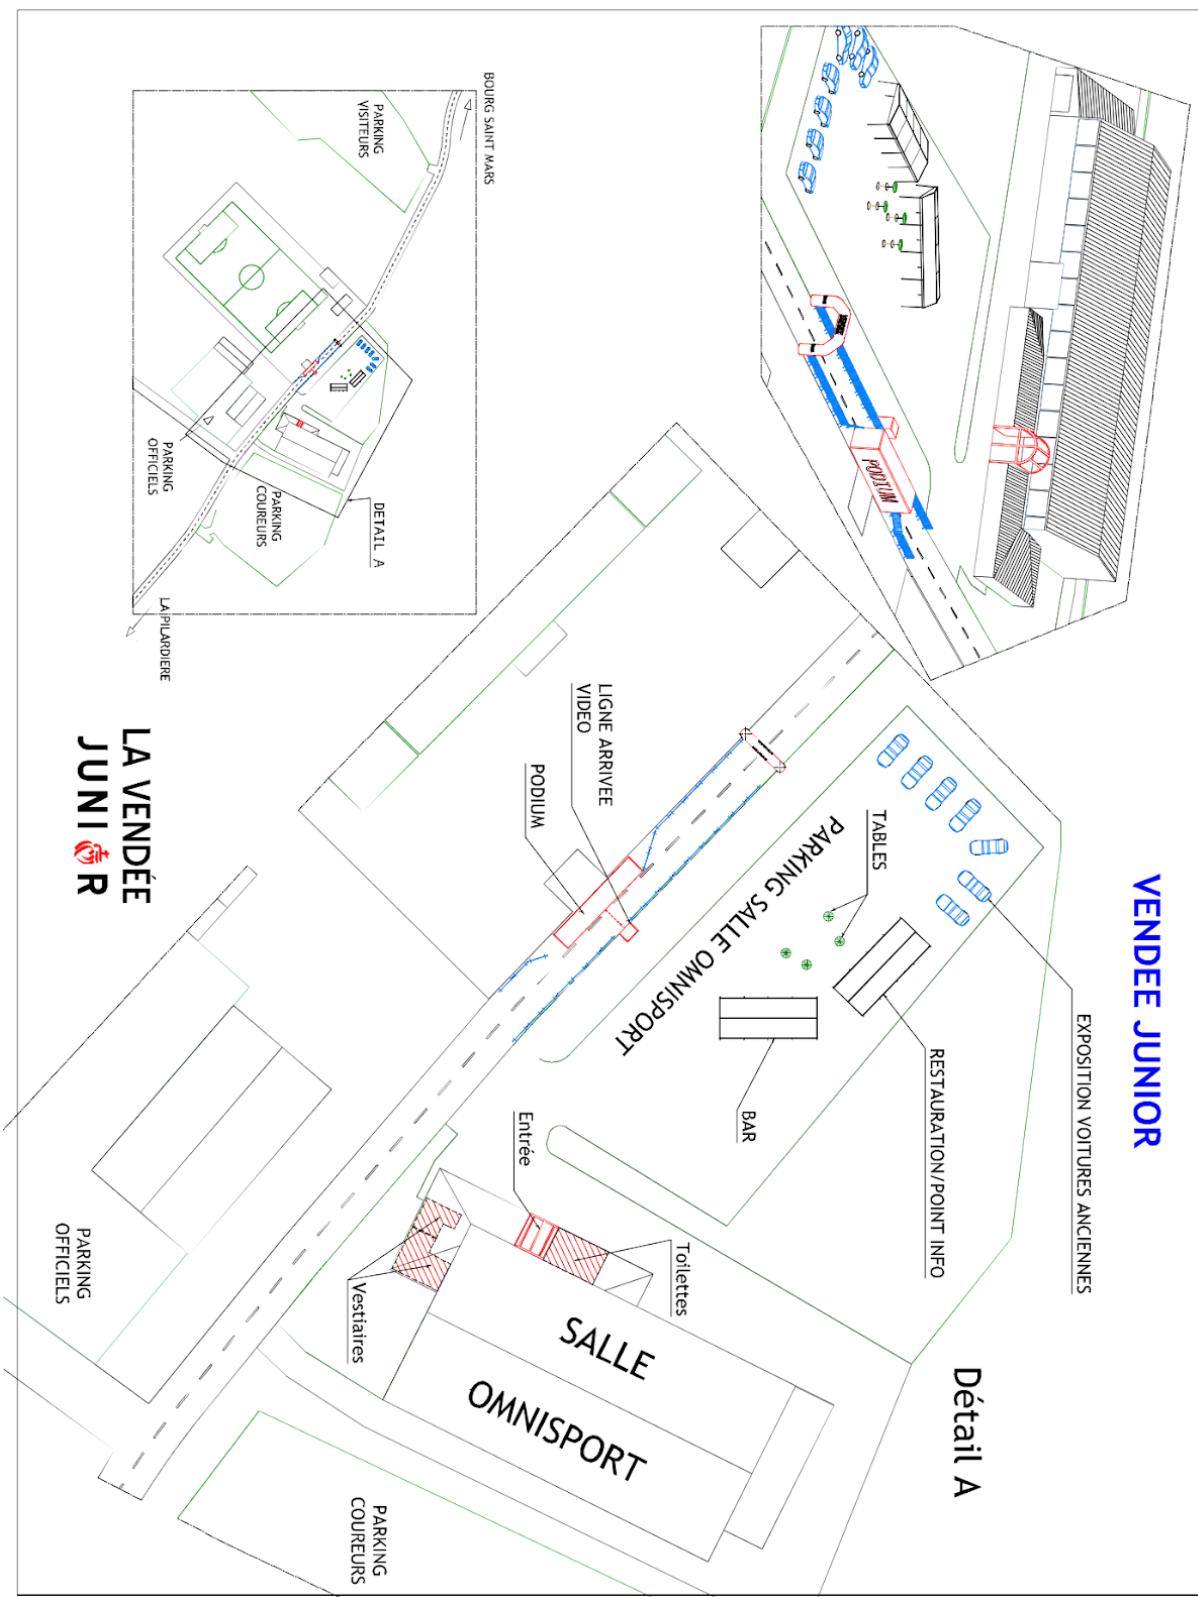 VENDEE JUNIOR
BOURG SAINT MARS
PARKING
VISITEURS
PARKING
OFFICIELS
PARKING
COUREURS
DETAIL A
LA PILARDIERE
PODIUM
Détail A
EXPOSITION VOITURES ANCIENNES
RESTAURATION/POINT INFO
TABLES
BAR
PARKING SALLE OMNISPORT
LIGNE ARRIVEE
VIDEO
PODIUM
Entrée
Toilettes
Vestiaires
SALLE
OMNISPORT
PARKING
OFFICIELS
PARKING
COUREURS
LA VENDÉE
JUNIOR